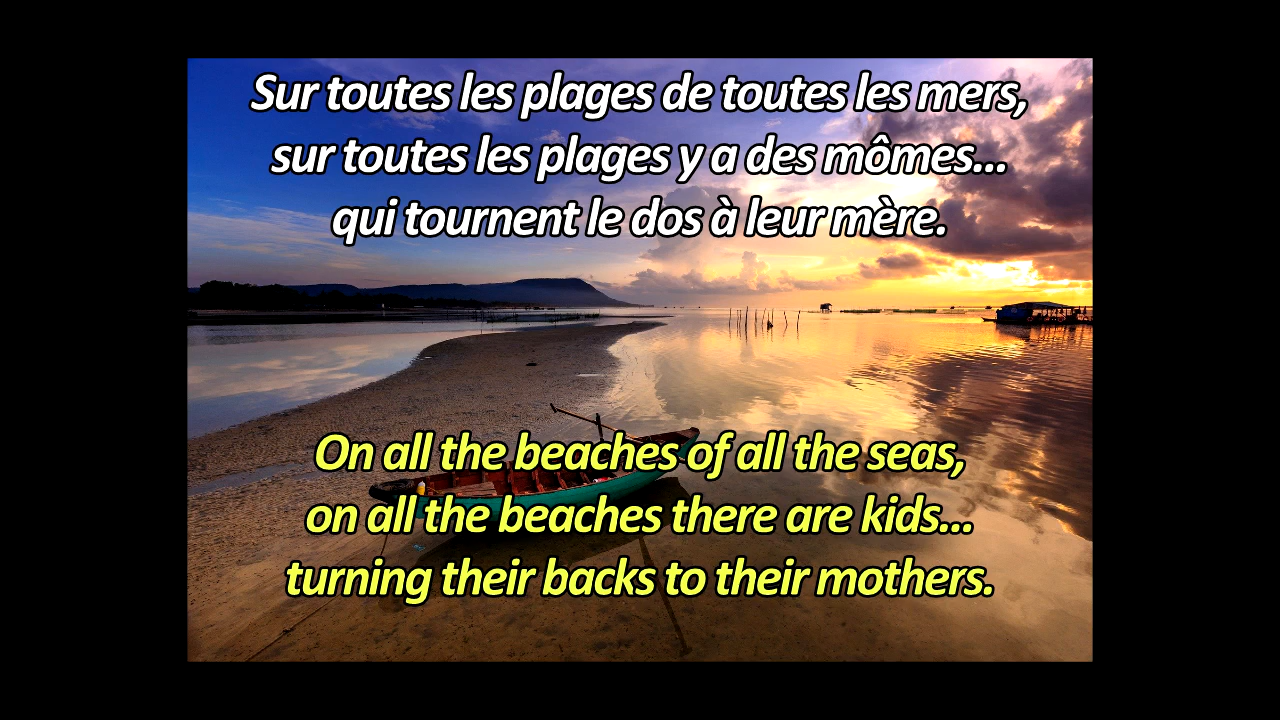 Sur toutes les plages de toutes les mers,
sur toutes les plages y a des mômes...
qui tournent le dos à leur mère.
On all the beaches of all the seas,
on all the beaches there are kids...
turning their backs to their mothers.